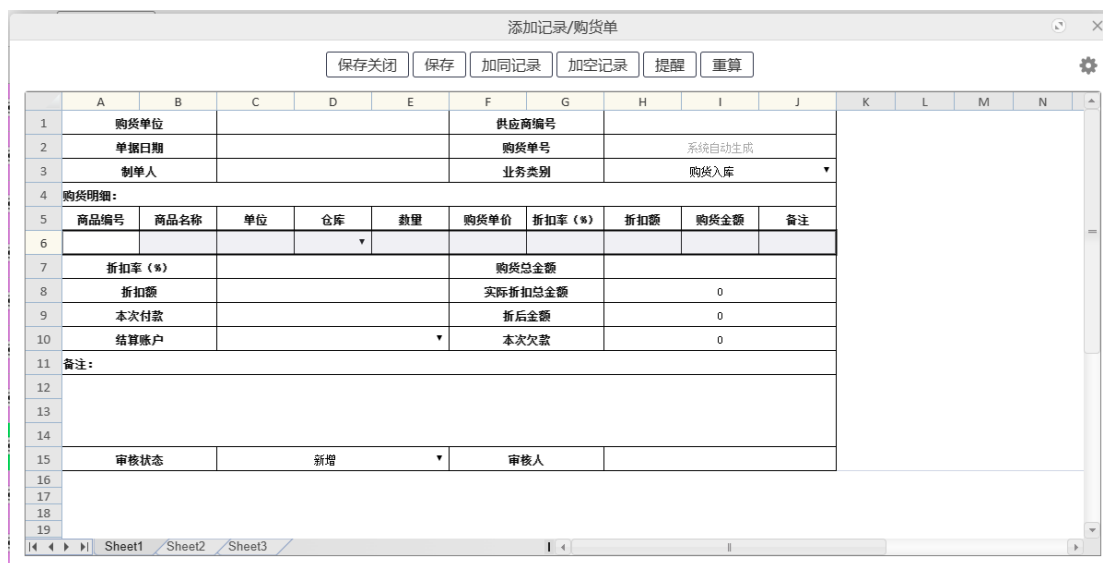 添加记录/购货单
保存关闭 保存 加同记录 加空记录 提醒 重算
A B C D E F G H I J K L M N
1 购货单位 供应商编号
2 单据日期 购货单号 系统自动生成
3 制单人 业务类别 购货入库
4 购货明细：
5 商品编号 商品名称 单位 仓库 数量 购货单价 折扣率（%） 折扣额 购货金额 备注
6
7 折扣率（%） 购货总金额
8 折扣额 实际折扣总金额 0
9 本次付款 折后金额 0
10 结算账户 本次欠款 0
11 备注：
12
13
14
15 审核状态 新增 审核人
16
17
18
19
Sheet1 Sheet2 Sheet3